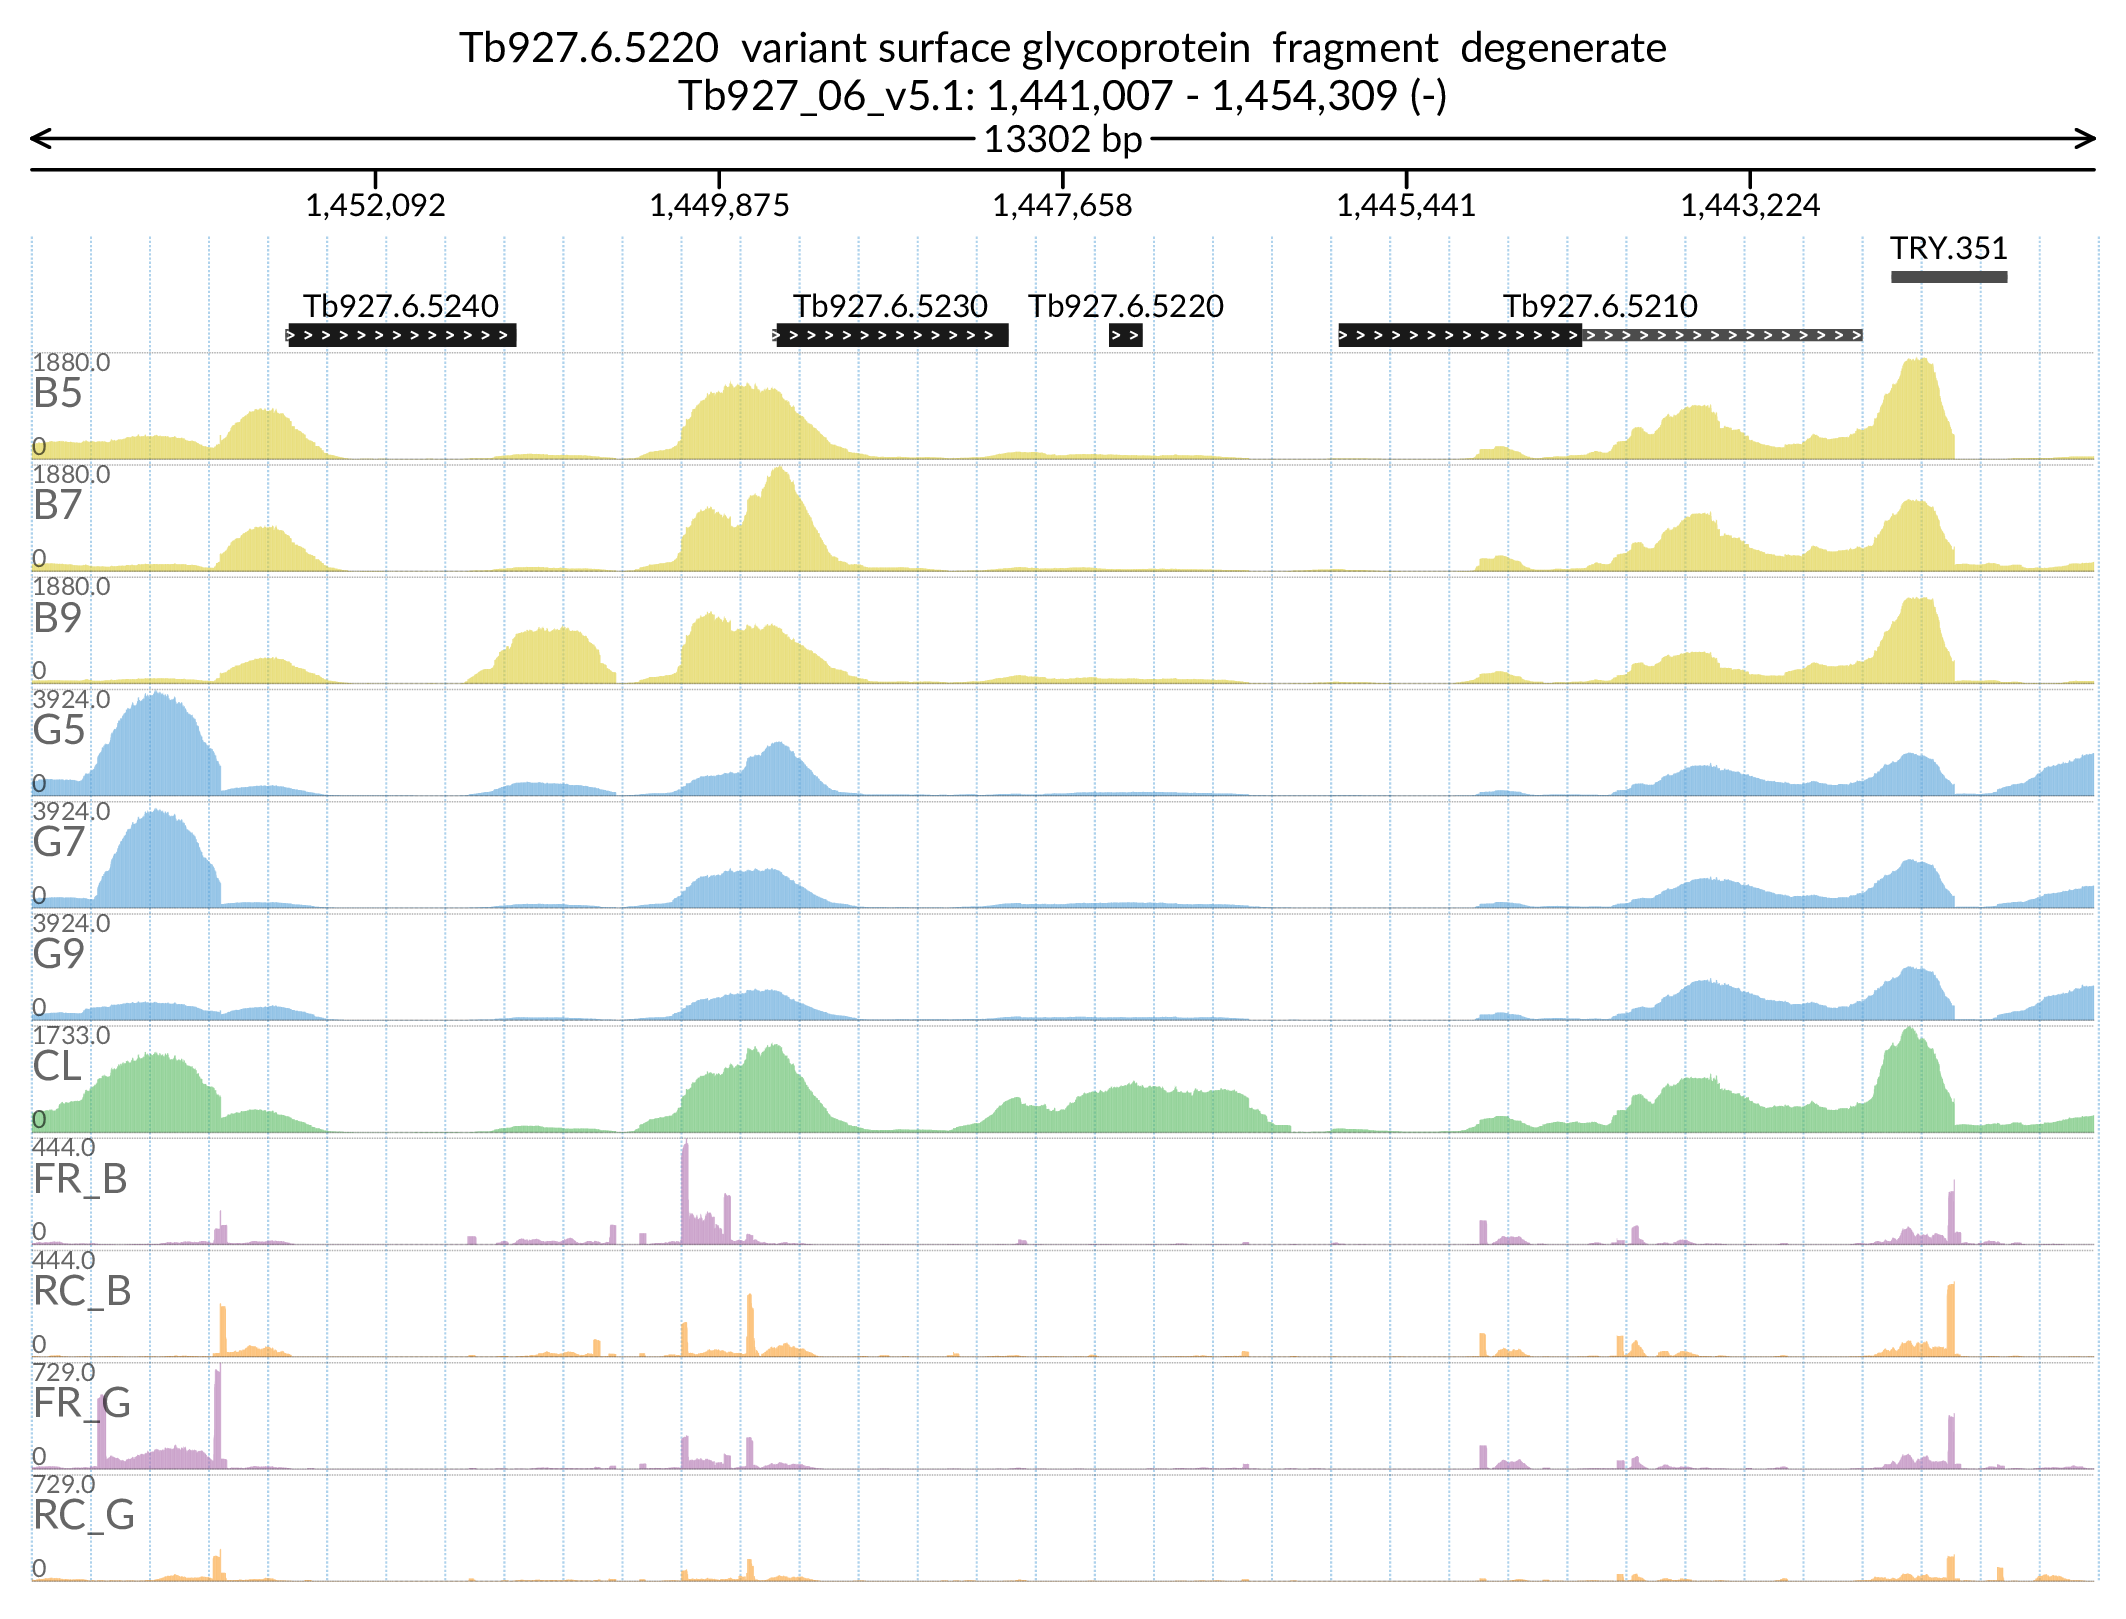 Tb927.6.5220 variant surface glycoprotein fragment degenerate
Tb927_06_v5.1: 1,441,007 - 1,454,309 (-)
13302 bp
1,452,092 1,449,875 1,447,658 1,445,441 1,443,224
TRY.351
Tb927.6.5240 Tb927.6.5230 Tb927.6.5220 Tb927.6.5210
1880.0
B5
0
1880.0
B7
0
1880.0
B9
0
3924.0
G5
0
3924.0
G7
0
3924.0
G9
0
1733.0
CL
0
444.0
FR_B
0
444.0
RC_B
0
729.0
FR_G
0
729.0
RC_G
0